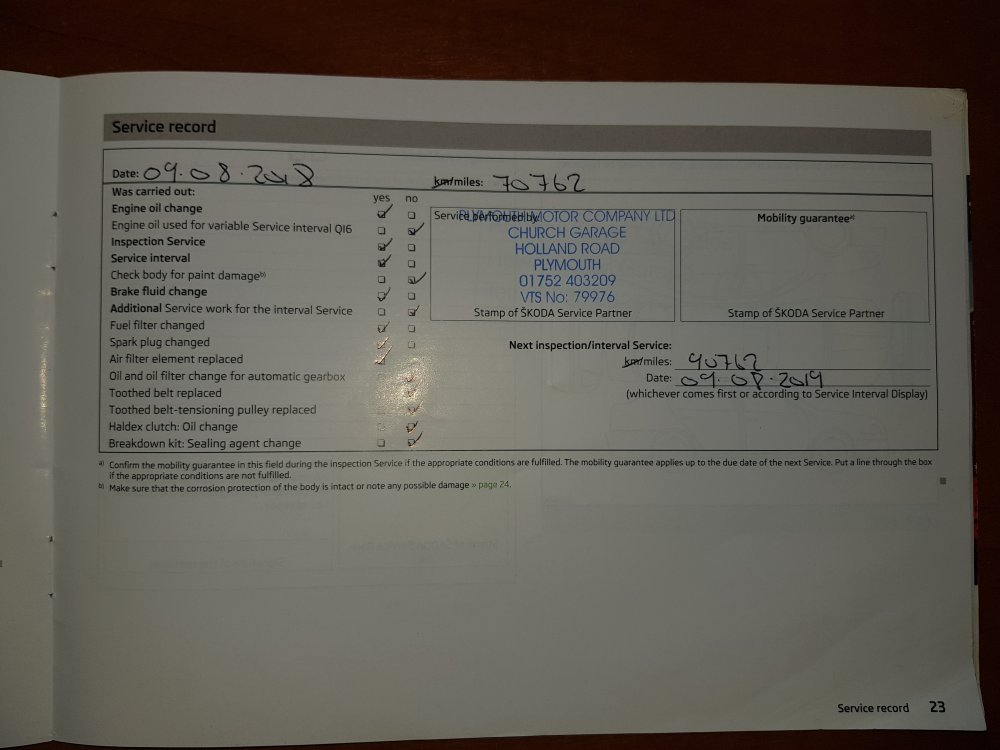 Service record
Date: 09.08.2018
km/miles: 70762
Was carried out:
yes no
Engine oil change
Engine oil used for variable Service interval QI6
Inspection Service
Service interval
Check body for paint damage b)
Brake fluid change
Additional Service work for the interval Service
Fuel filter changed
Spark plug changed
Air filter element replaced
Oil and oil filter change for automatic gearbox
Toothed belt replaced
Toothed belt-tensioning pulley replaced
Haldex clutch: Oil change
Breakdown kit: Sealing agent change
Service performed by:
PLYMOUTH MOTOR COMPANY LTD
CHURCH GARAGE
HOLLAND ROAD
PLYMOUTH
01752 403209
VTS No: 79976
Stamp of ŠKODA Service Partner
Mobility guarantee a)
Stamp of ŠKODA Service Partner
Next inspection/interval Service:
km/miles: 90762
Date: 09.08.2019
(whichever comes first or according to Service Interval Display)
a) Confirm the mobility guarantee in this field during the inspection Service if the appropriate conditions are fulfilled. The mobility guarantee applies up to the due date of the next Service. Put a line through the box
if the appropriate conditions are not fulfilled.
b) Make sure that the corrosion protection of the body is intact or note any possible damage » page 24.
Service record 23